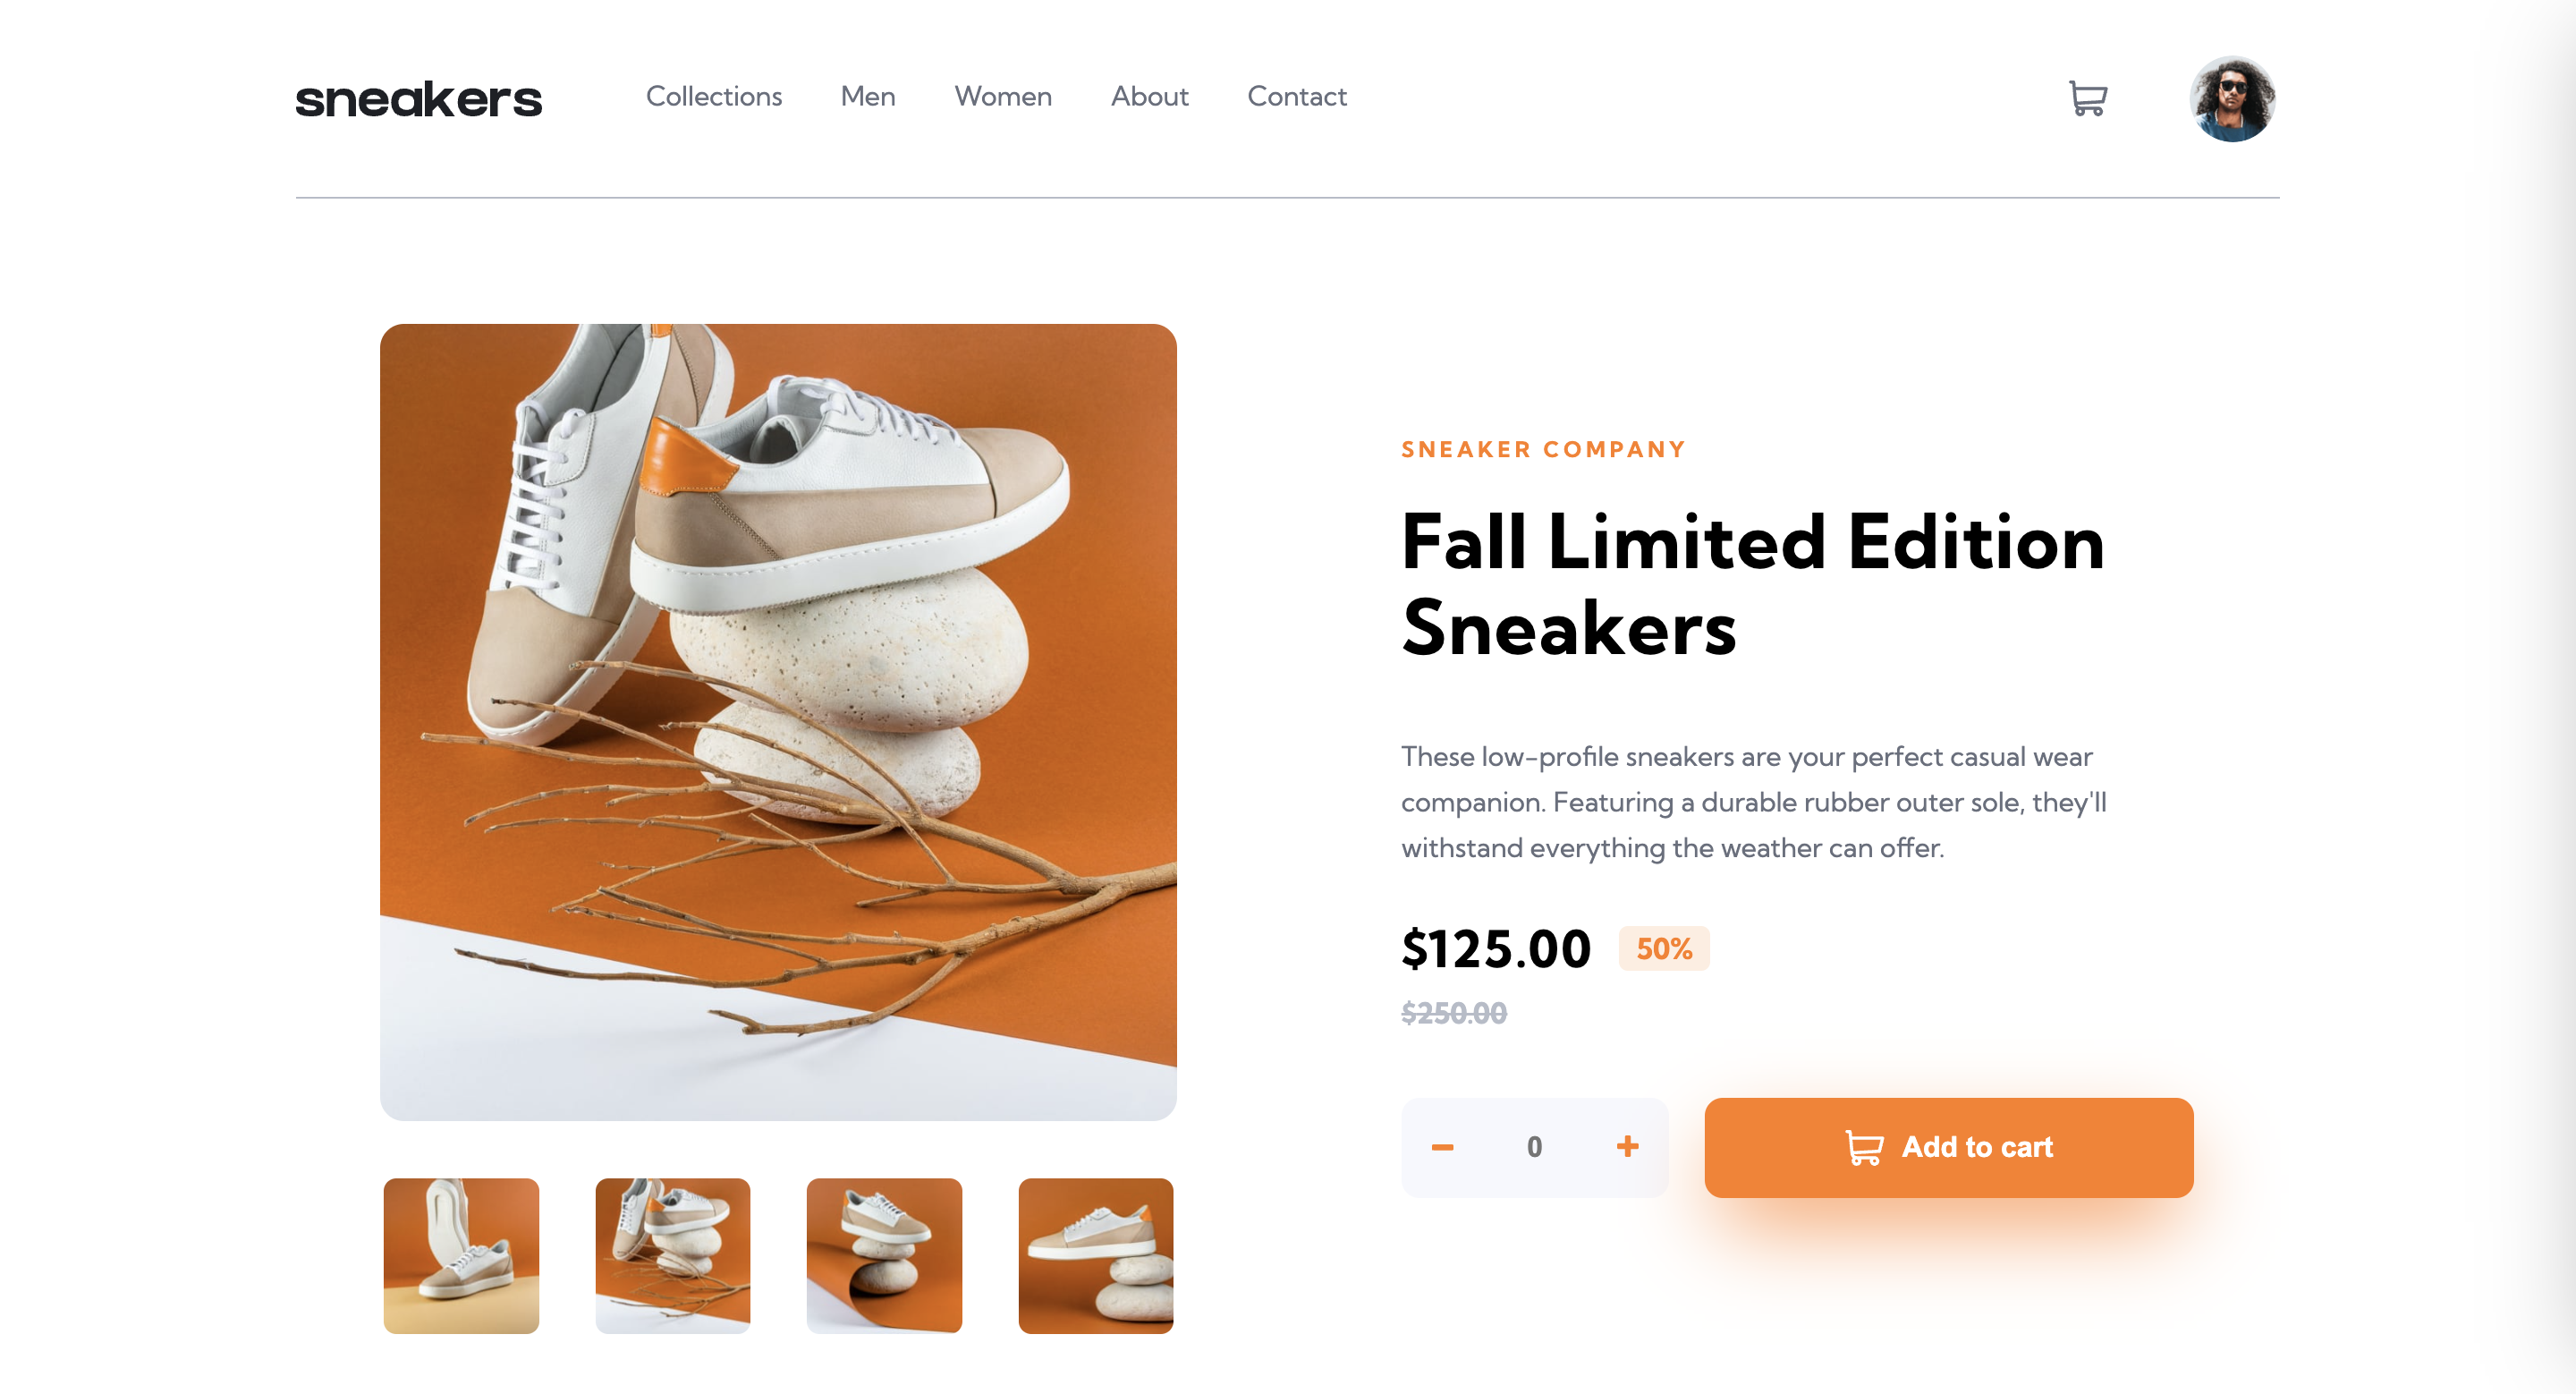 sneakers
Collections Men Women About Contact
SNEAKER COMPANY
Fall Limited Edition
Sneakers
These low-profile sneakers are your perfect casual wear
companion. Featuring a durable rubber outer sole, they'll
withstand everything the weather can offer.
$125.00 50%
$250.00
0 Add to cart